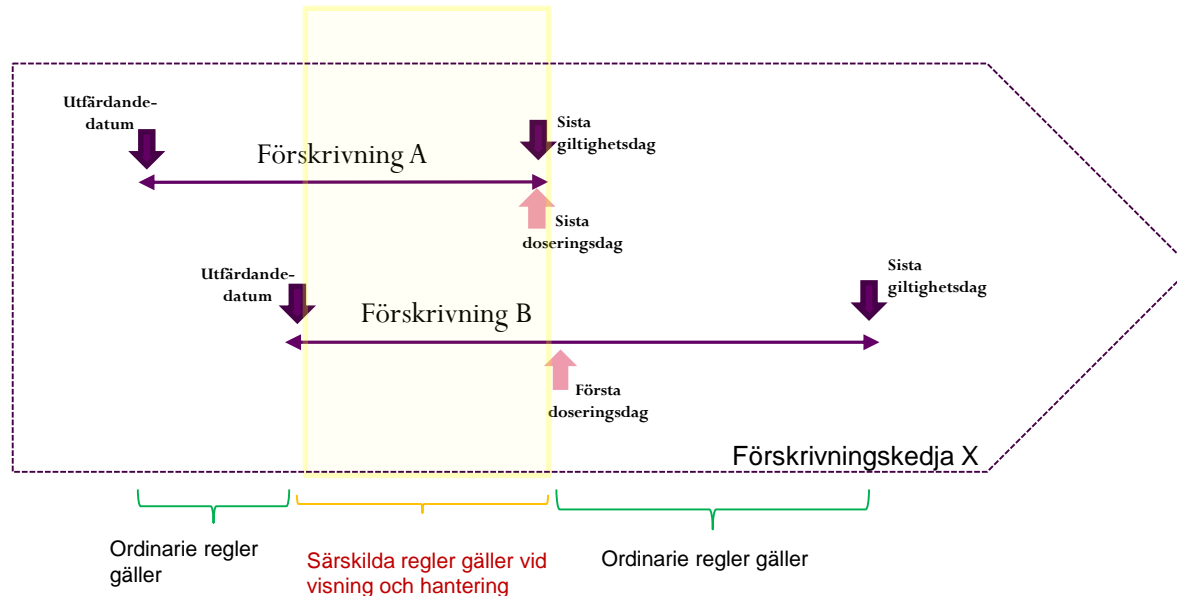 Utfärdande-
datum
Förskrivning A
Sista
giltighetsdag
Sista
doseringsdag
Utfärdande-
datum
Förskrivning B
Sista
giltighetsdag
Första
doseringsdag
Förskrivningskedja X
Ordinarie regler
gäller
Särskilda regler gäller vid
visning och hantering
Ordinarie regler gäller